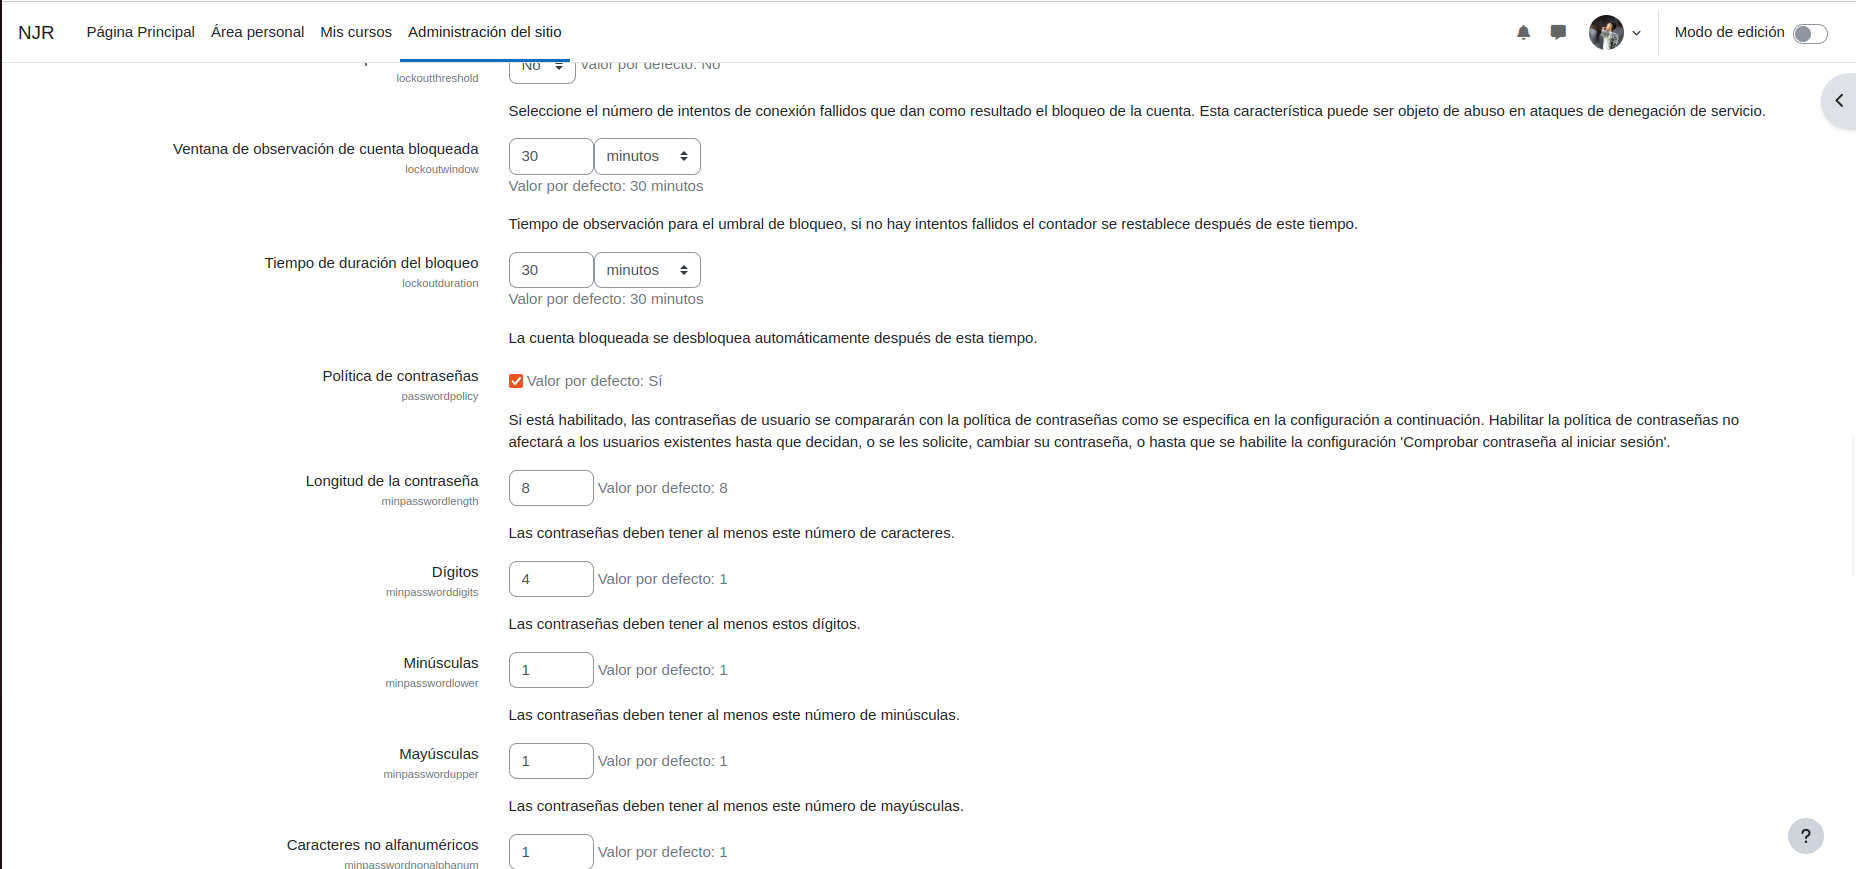 NJR Página Principal Área personal Mis cursos Administración del sitio Modo de edición
No Valor por defecto: No
lockoutthreshold
Seleccione el número de intentos de conexión fallidos que dan como resultado el bloqueo de la cuenta. Esta característica puede ser objeto de abuso en ataques de denegación de servicio.
Ventana de observación de cuenta bloqueada 30 minutos
lockoutwindow
Valor por defecto: 30 minutos
Tiempo de observación para el umbral de bloqueo, si no hay intentos fallidos el contador se restablece después de este tiempo.
Tiempo de duración del bloqueo 30 minutos
lockoutduration
Valor por defecto: 30 minutos
La cuenta bloqueada se desbloquea automáticamente después de esta tiempo.
Política de contraseñas Valor por defecto: Sí
passwordpolicy
Si está habilitado, las contraseñas de usuario se compararán con la política de contraseñas como se especifica en la configuración a continuación. Habilitar la política de contraseñas no
afectará a los usuarios existentes hasta que decidan, o se les solicite, cambiar su contraseña, o hasta que se habilite la configuración 'Comprobar contraseña al iniciar sesión'.
Longitud de la contraseña 8 Valor por defecto: 8
minpasswordlength
Las contraseñas deben tener al menos este número de caracteres.
Dígitos 4 Valor por defecto: 1
minpassworddigits
Las contraseñas deben tener al menos estos dígitos.
Minúsculas 1 Valor por defecto: 1
minpasswordlower
Las contraseñas deben tener al menos este número de minúsculas.
Mayúsculas 1 Valor por defecto: 1
minpasswordupper
Las contraseñas deben tener al menos este número de mayúsculas.
?
Caracteres no alfanuméricos 1 Valor por defecto: 1
minpasswordnonalphanum